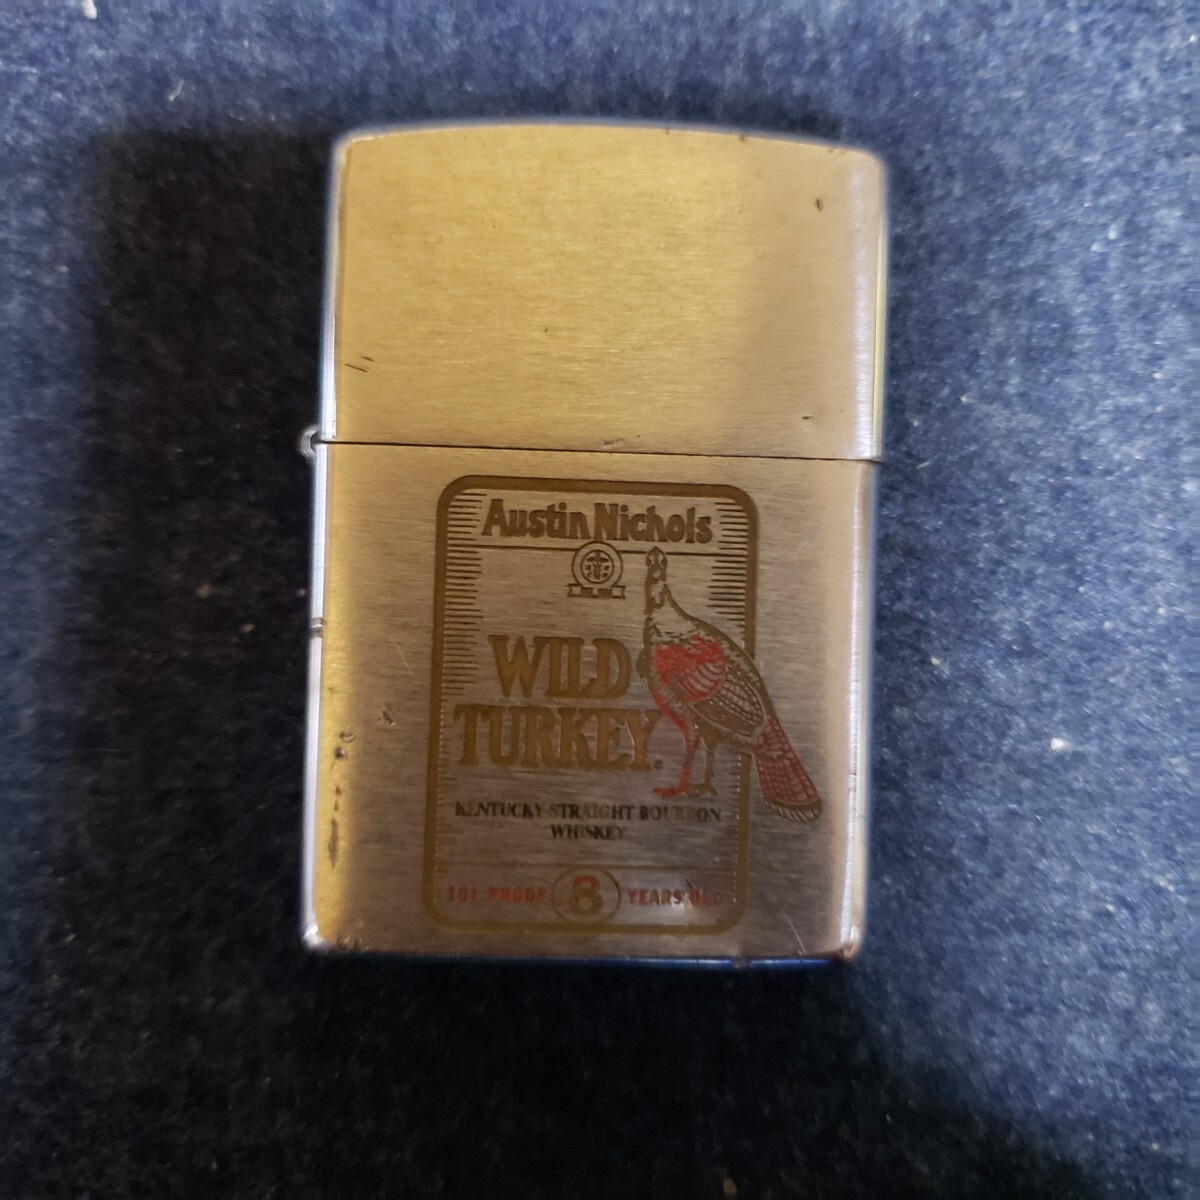 Austin Nichols
WILD
TURKEY.
KENTUCKY STRAIGHT BOURBON
WHISKEY
101 PROOF 8 YEARS OLD